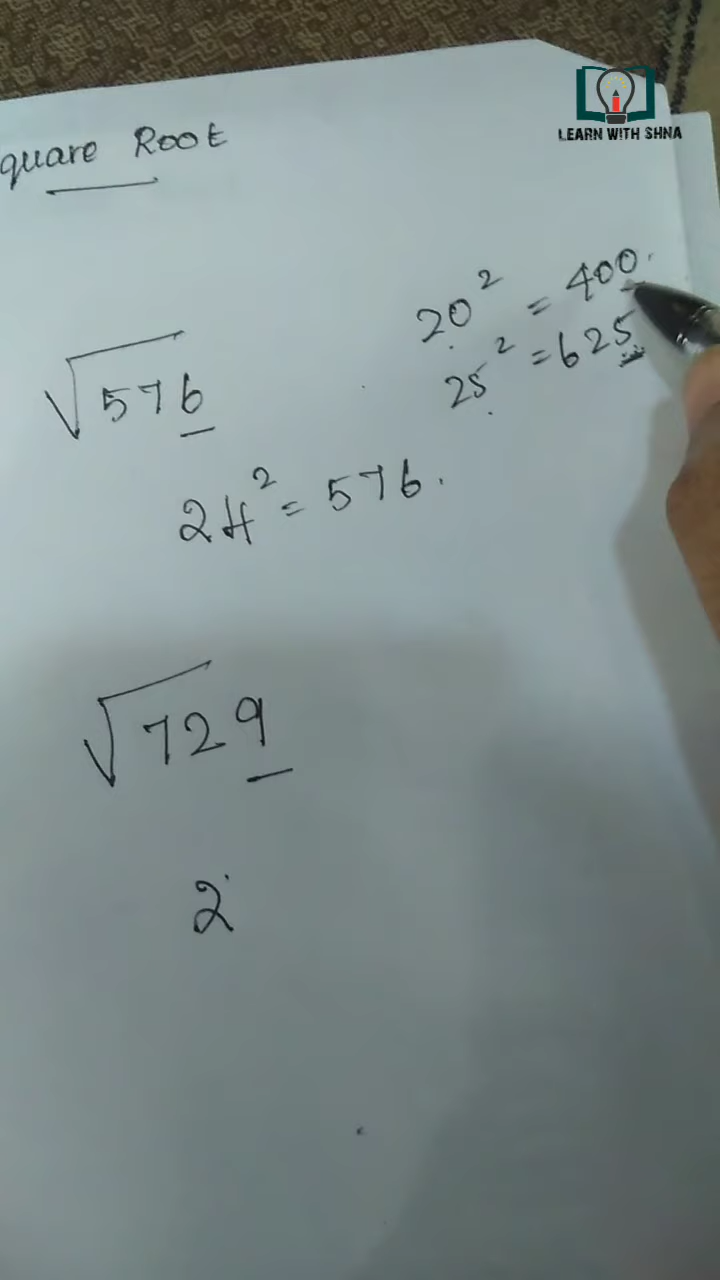 LEARN WITH SHNA
quare Root
20² = 400.
25² = 625
√576
24² = 576.
√729
2